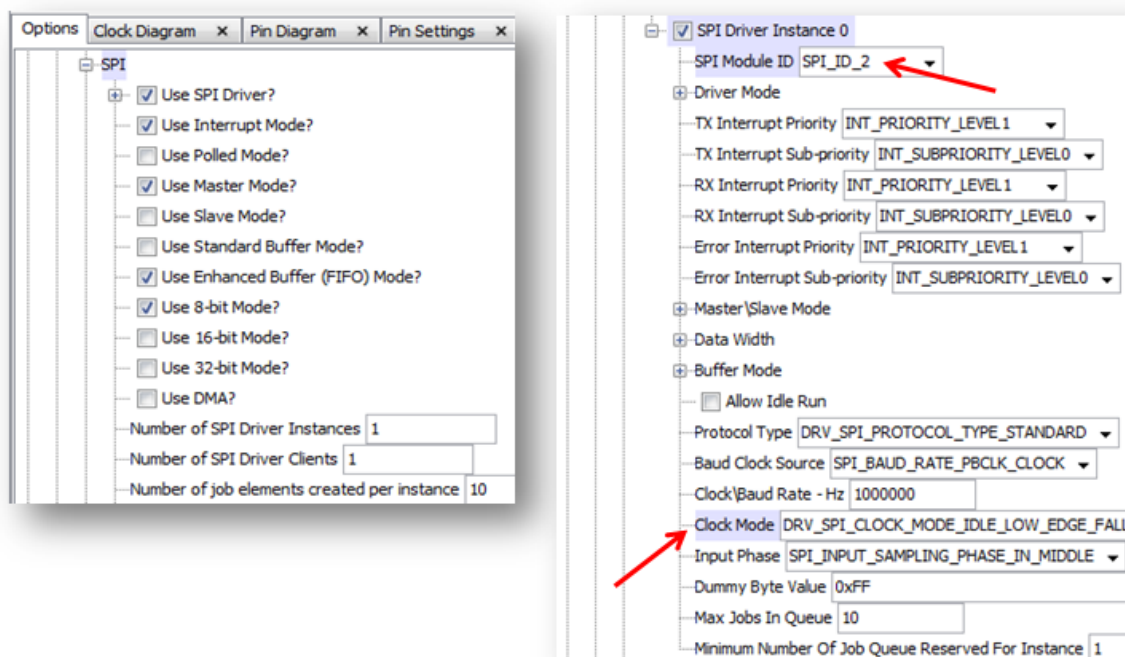 Options Clock Diagram × Pin Diagram × Pin Settings ×
SPI
Use SPI Driver?
Use Interrupt Mode?
Use Polled Mode?
Use Master Mode?
Use Slave Mode?
Use Standard Buffer Mode?
Use Enhanced Buffer (FIFO) Mode?
Use 8-bit Mode?
Use 16-bit Mode?
Use 32-bit Mode?
Use DMA?
Number of SPI Driver Instances 1
Number of SPI Driver Clients 1
Number of job elements created per instance 10
SPI Driver Instance 0
SPI Module ID SPI_ID_2
Driver Mode
TX Interrupt Priority INT_PRIORITY_LEVEL1
TX Interrupt Sub-priority INT_SUBPRIORITY_LEVEL0
RX Interrupt Priority INT_PRIORITY_LEVEL1
RX Interrupt Sub-priority INT_SUBPRIORITY_LEVEL0
Error Interrupt Priority INT_PRIORITY_LEVEL1
Error Interrupt Sub-priority INT_SUBPRIORITY_LEVEL0
Master\Slave Mode
Data Width
Buffer Mode
Allow Idle Run
Protocol Type DRV_SPI_PROTOCOL_TYPE_STANDARD
Baud Clock Source SPI_BAUD_RATE_PBCLK_CLOCK
Clock\Baud Rate - Hz 1000000
Clock Mode DRV_SPI_CLOCK_MODE_IDLE_LOW_EDGE_FALL
Input Phase SPI_INPUT_SAMPLING_PHASE_IN_MIDDLE
Dummy Byte Value 0xFF
Max Jobs In Queue 10
Minimum Number Of Job Queue Reserved For Instance 1